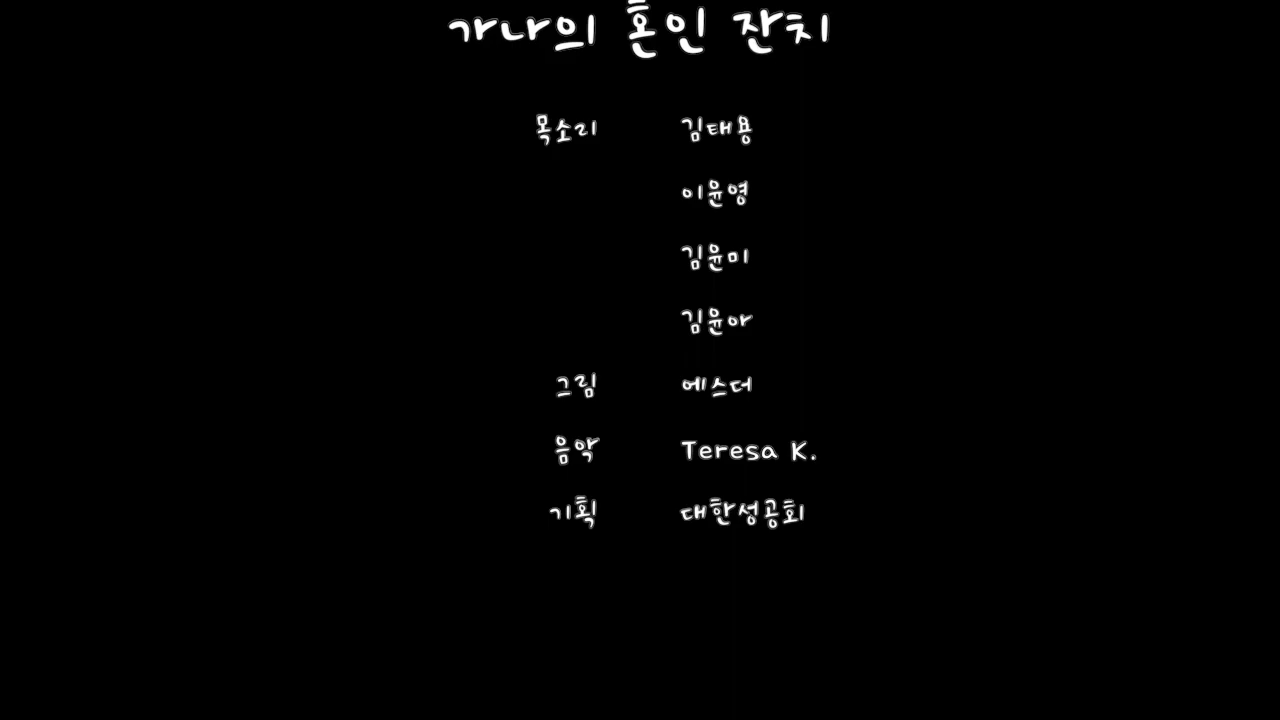 가나의 혼인 잔치
목소리 김태용
이윤영
김윤미
김윤아
그림 에스더
음악 Teresa K.
기획 대한성공회